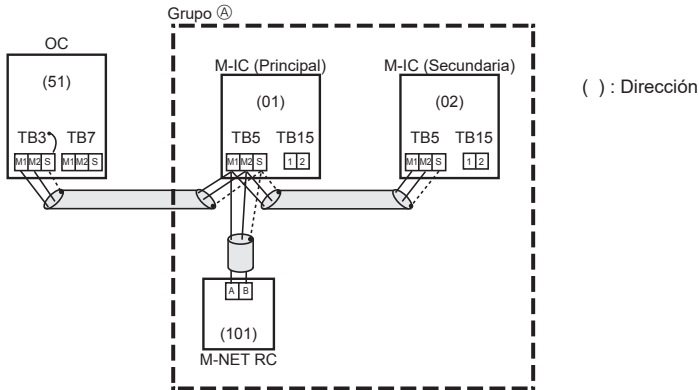 Grupo Ⓐ
OC
(51)
TB3 TB7
M1 M2 S M1 M2 S
M-IC (Principal)
(01)
TB5 TB15
M1 M2 S 1 2
M-IC (Secundaria)
(02)
TB5 TB15
M1 M2 S 1 2
( ) : Dirección
A B
(101)
M-NET RC